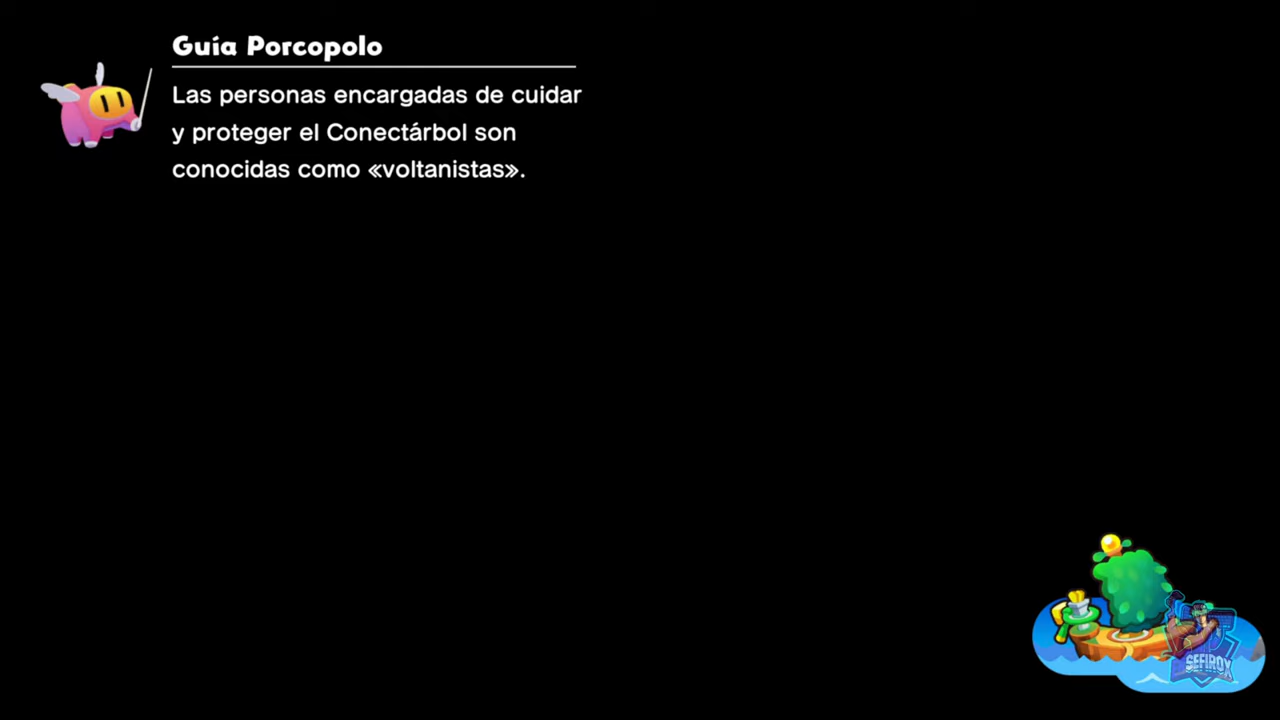 Guía Porcopolo
Las personas encargadas de cuidar
y proteger el Conectárbol son
conocidas como «voltanistas».
SEFIROX